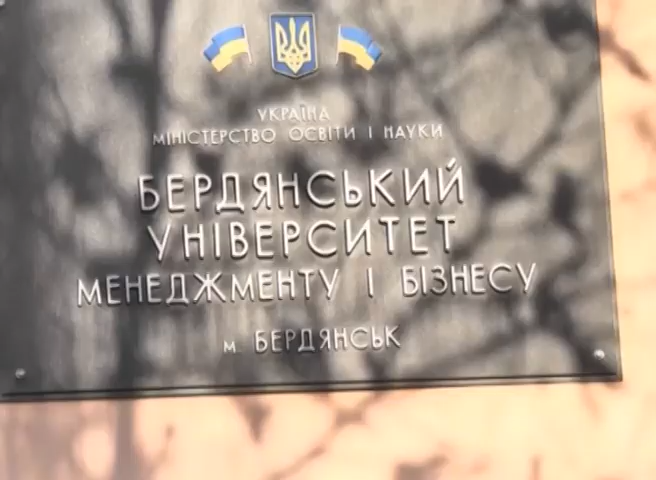 УКРАЇНА
МІНІСТЕРСТВО ОСВІТИ І НАУКИ
БЕРДЯНСЬКИЙ
УНІВЕРСИТЕТ
МЕНЕДЖМЕНТУ І БІЗНЕСУ
м. БЕРДЯНСЬК